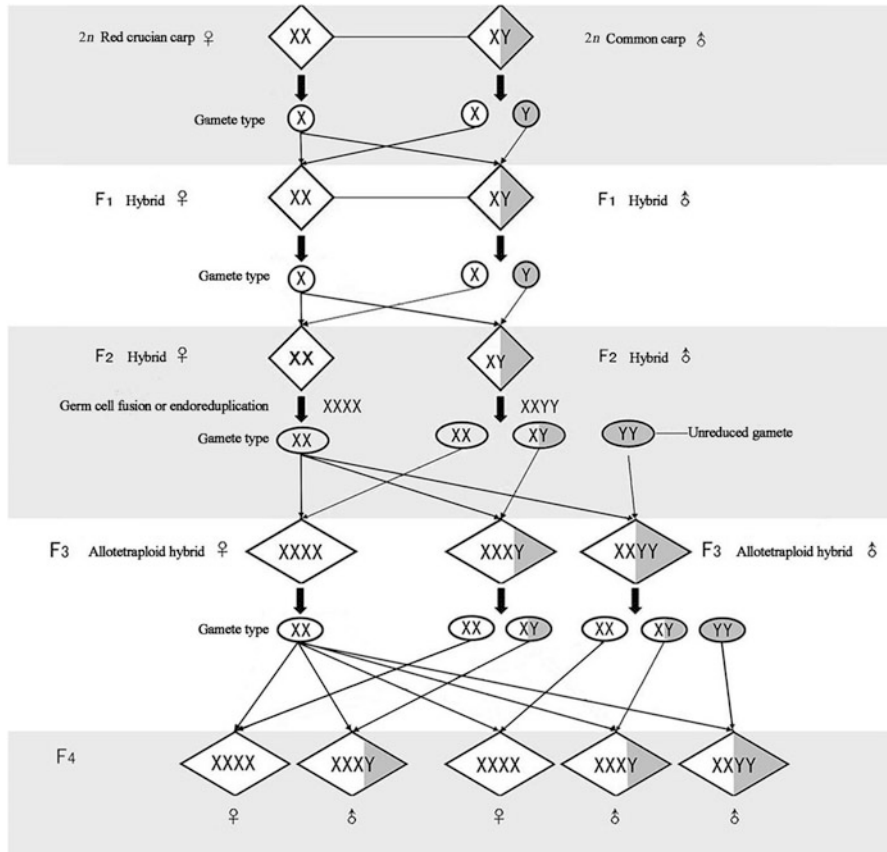 2n Red crucian carp ♀ XX XY 2n Common carp ♂
Gamete type X X Y
F1 Hybrid ♀ XX XY F1 Hybrid ♂
Gamete type X X Y
F2 Hybrid ♀ XX XY F2 Hybrid ♂
Germ cell fusion or endoreduplication XXXX XXYY
Gamete type XX XX XY YY Unreduced gamete
F3 Allotetraploid hybrid ♀ XXXX XXXY XXYY F3 Allotetraploid hybrid ♂
Gamete type XX XX XY XX XY YY
F4 XXXX XXXY XXXX XXXY XXYY
♀ ♂ ♀ ♂ ♂